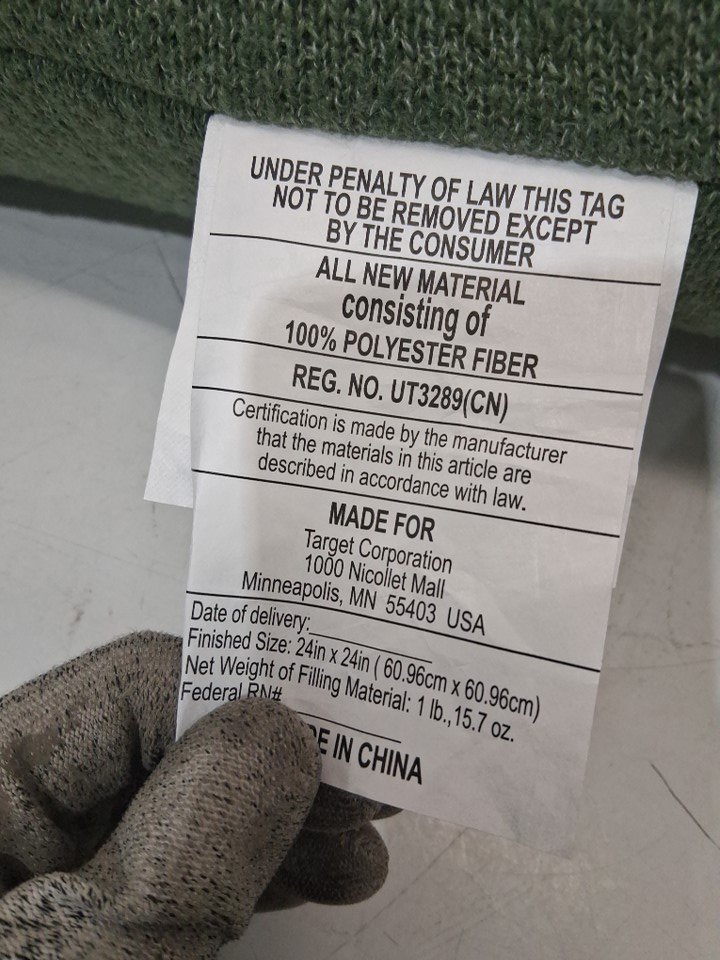 UNDER PENALTY OF LAW THIS TAG
NOT TO BE REMOVED EXCEPT
BY THE CONSUMER
ALL NEW MATERIAL
consisting of
100% POLYESTER FIBER
REG. NO. UT3289(CN)
Certification is made by the manufacturer
that the materials in this article are
described in accordance with law.
MADE FOR
Target Corporation
1000 Nicollet Mall
Minneapolis, MN 55403 USA
Date of delivery:
Finished Size: 24in x 24in ( 60.96cm x 60.96cm)
Net Weight of Filling Material: 1 lb.,15.7 oz.
Federal RN#
IN CHINA